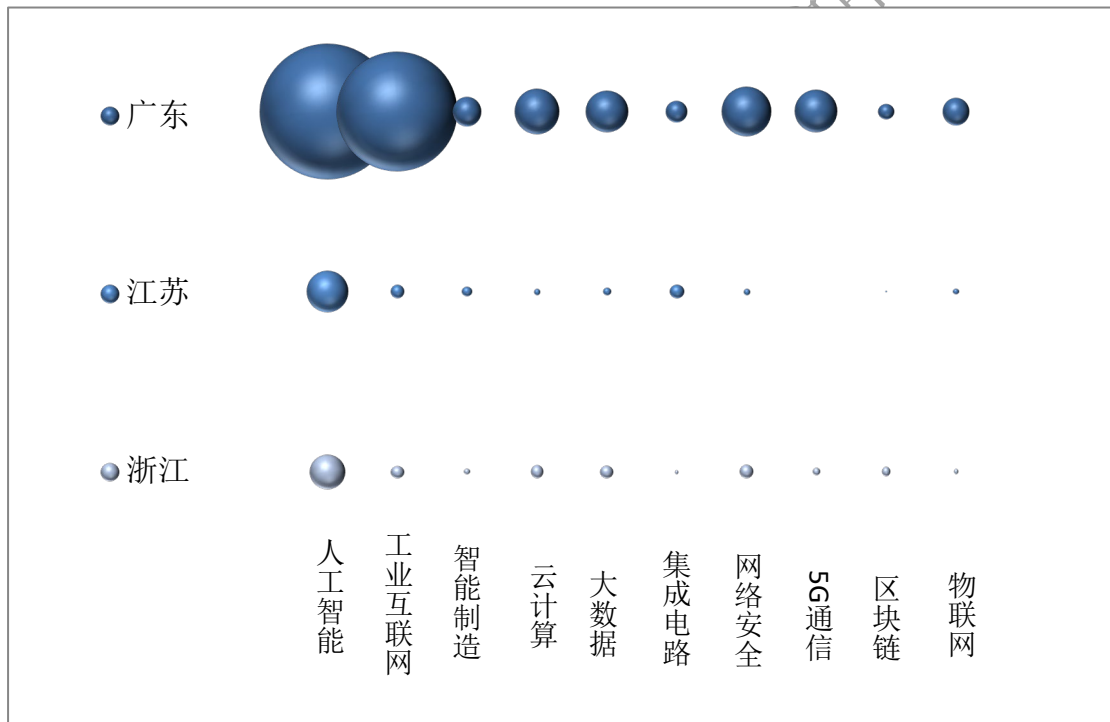 广东
江苏
浙江
人工智能
工业互联网
智能制造
云计算
大数据
集成电路
网络安全
5G通信
区块链
物联网